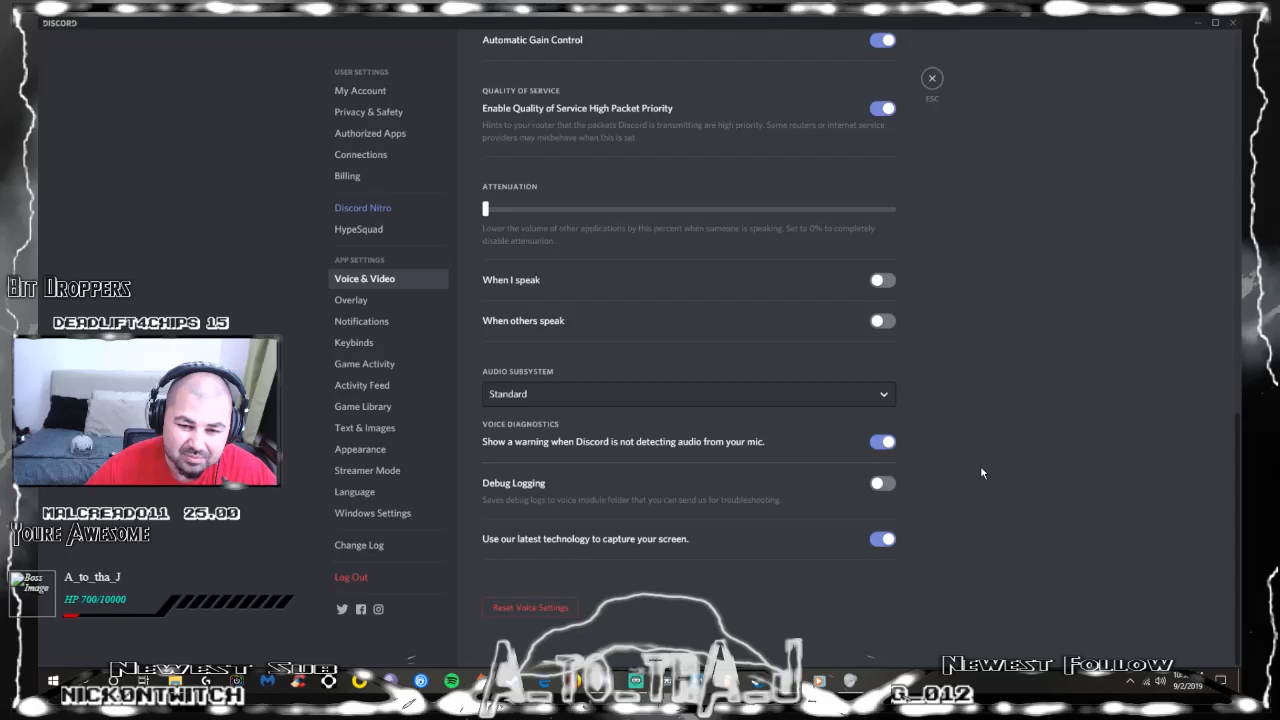 DISCORD
Automatic Gain Control
USER SETTINGS
My Account
Privacy & Safety
Authorized Apps
Connections
Billing
Discord Nitro
HypeSquad
APP SETTINGS
Voice & Video
Overlay
Notifications
Keybinds
Game Activity
Activity Feed
Game Library
Text & Images
Appearance
Streamer Mode
Language
Windows Settings
Change Log
Log Out
QUALITY OF SERVICE
Enable Quality of Service High Packet Priority
Hints to your router that the packets Discord is transmitting are high priority. Some routers or internet service
providers may misbehave when this is set.
ATTENUATION
Lower the volume of other applications by this percent when someone is speaking. Set to 0% to completely
disable attenuation.
When I speak
When others speak
AUDIO SUBSYSTEM
Standard
VOICE DIAGNOSTICS
Show a warning when Discord is not detecting audio from your mic.
Debug Logging
Saves debug logs to voice module folder that you can send us for troubleshooting.
Use our latest technology to capture your screen.
Reset Voice Settings
ESC
Bit Droppers
DEADLIFT4CHIPS 15
MALCREADO11 25.00
Youre Awesome
Boss
Image
A_to_tha_J
HP 700/10000
Newest Sub
NICK0NTWITCH
A_TO_THA_J
Newest Follow
G_012
9/2/2019